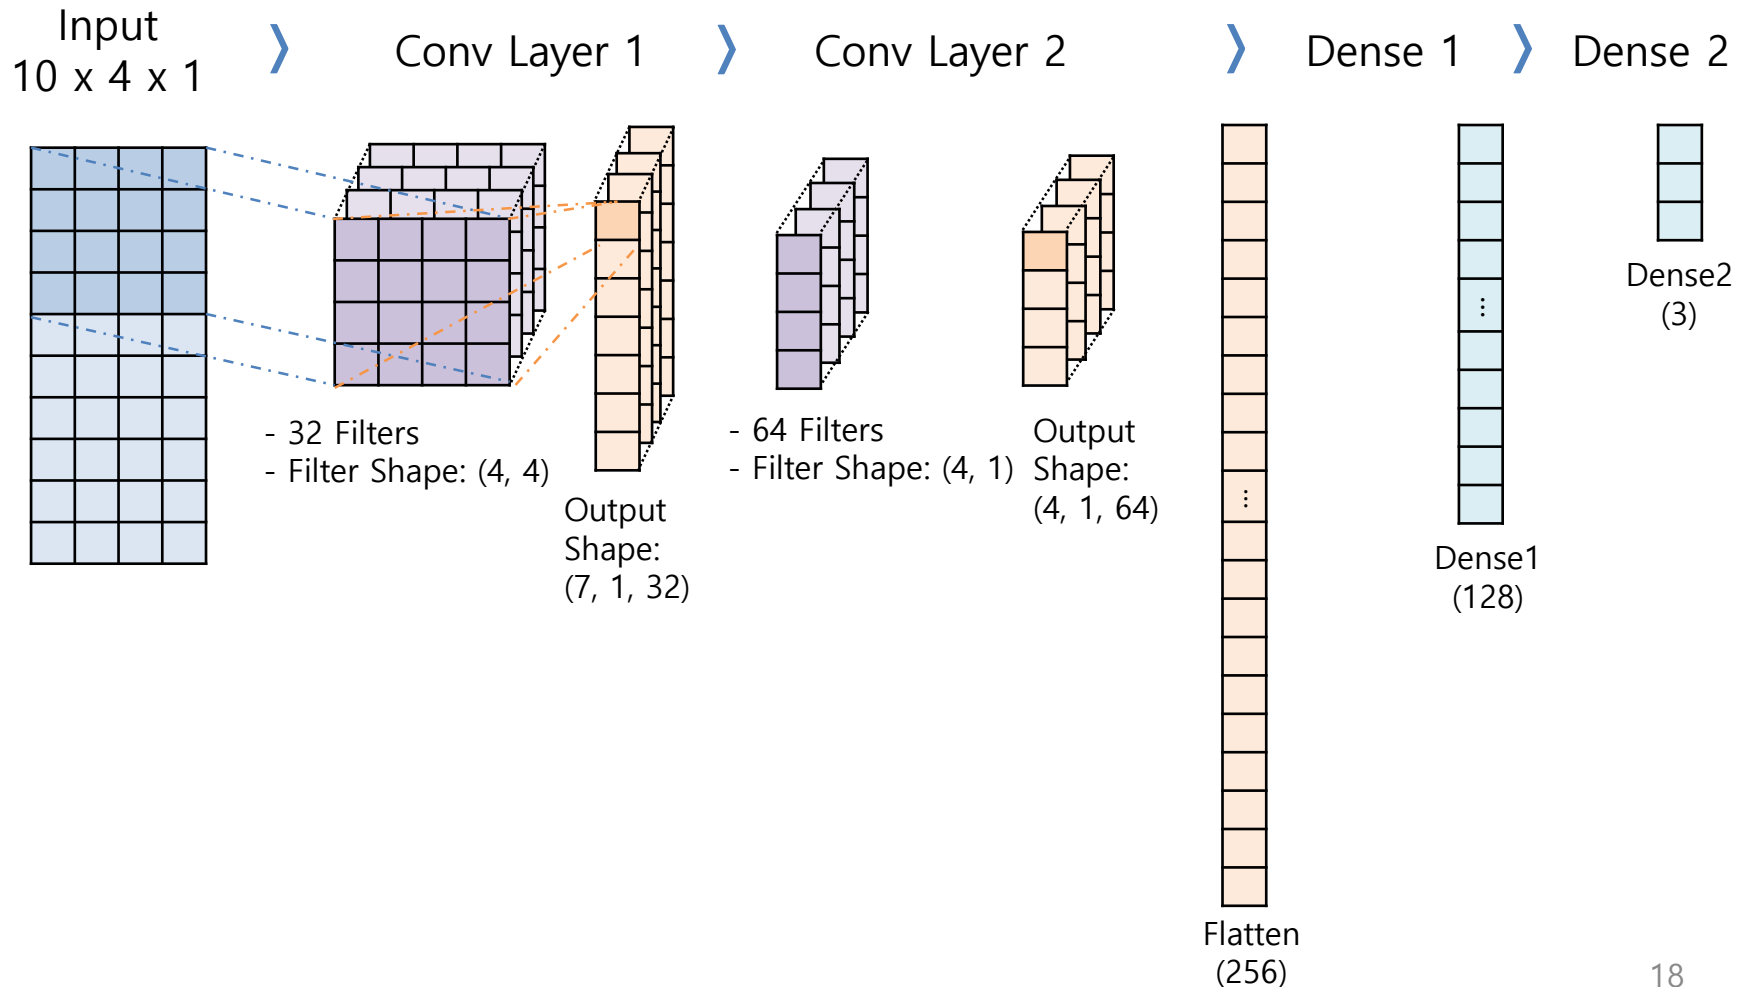 Input
10 x 4 x 1
Conv Layer 1
Conv Layer 2
Dense 1
Dense 2
- 32 Filters
- Filter Shape: (4, 4)
Output
Shape:
(7, 1, 32)
- 64 Filters
- Filter Shape: (4, 1)
Output
Shape:
(4, 1, 64)
...
Flatten
(256)
...
Dense1
(128)
Dense2
(3)
18